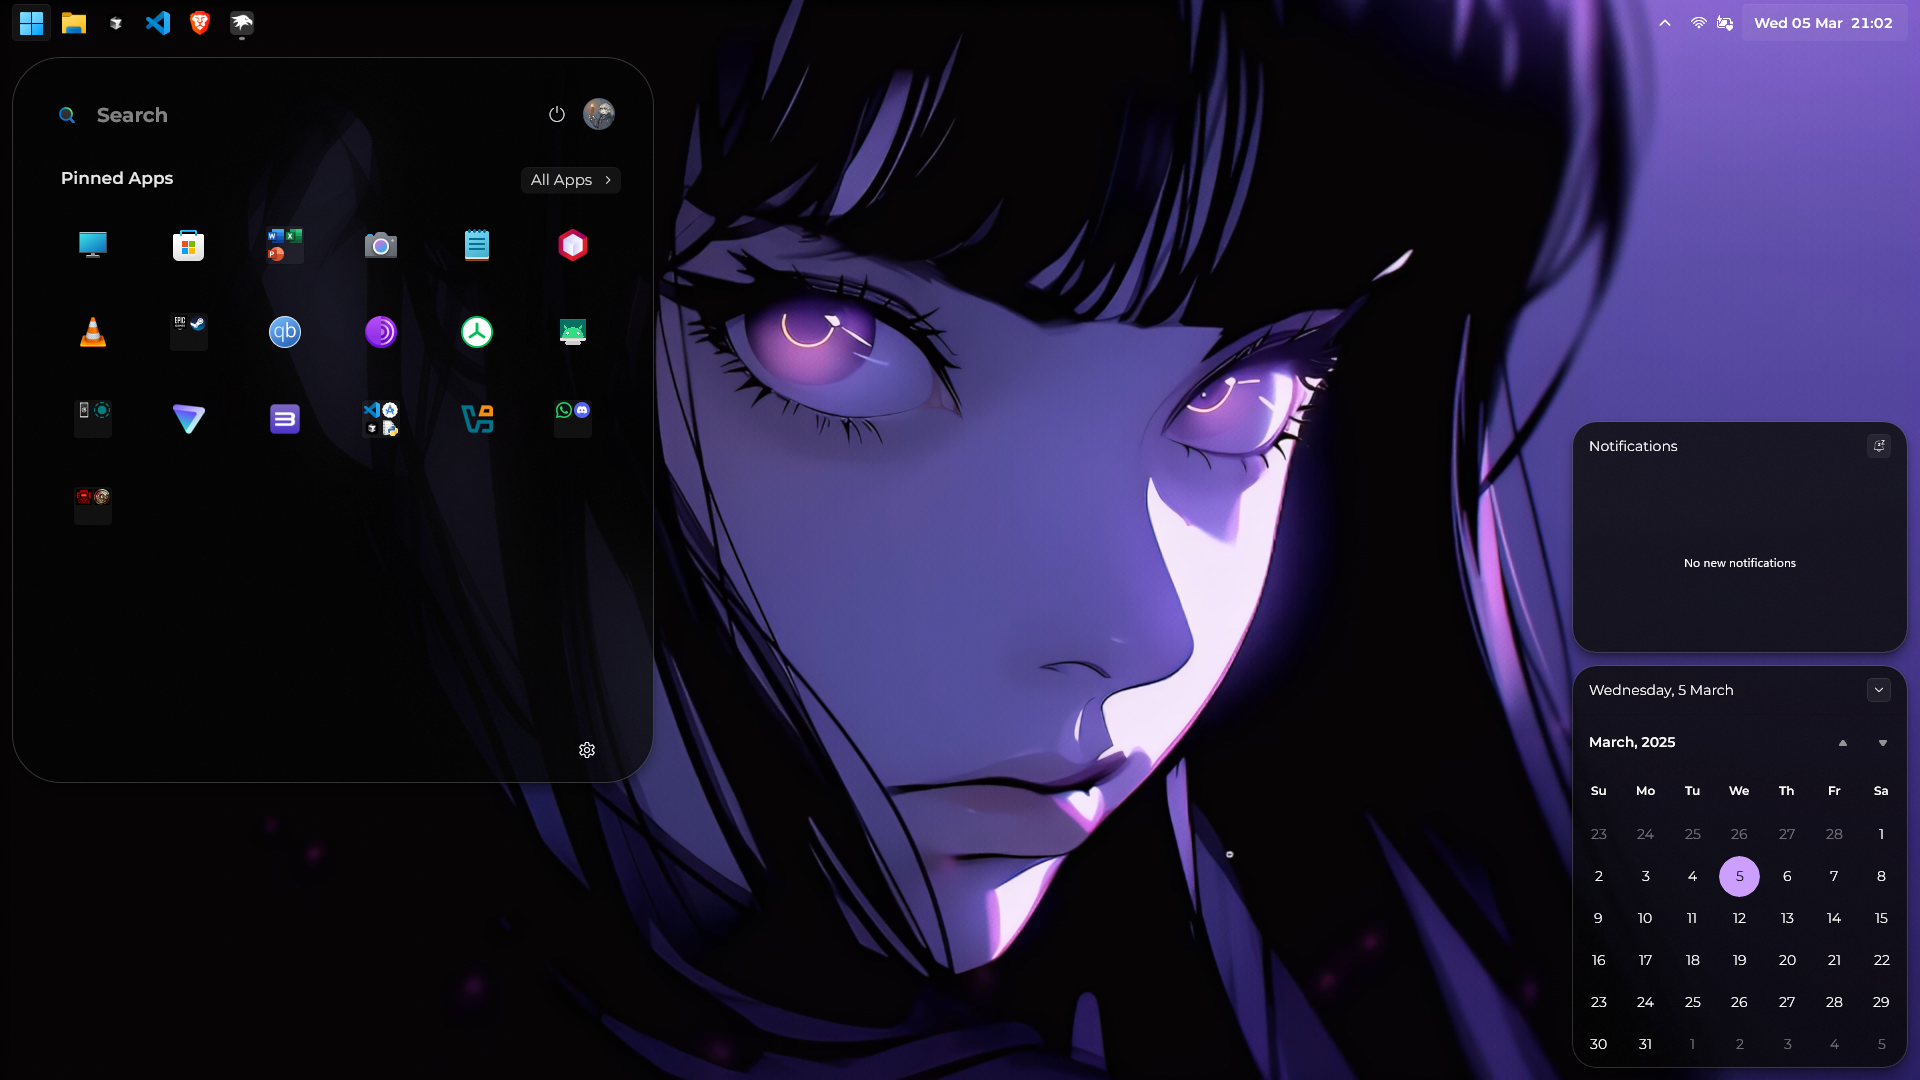 Wed 05 Mar 21:02
Search
Pinned Apps
All Apps
W X
P
EPIC
qb
Notifications
No new notifications
Wednesday, 5 March
March, 2025
Su Mo Tu We Th Fr Sa
23 24 25 26 27 28 1
2 3 4 5 6 7 8
9 10 11 12 13 14 15
16 17 18 19 20 21 22
23 24 25 26 27 28 29
30 31 1 2 3 4 5